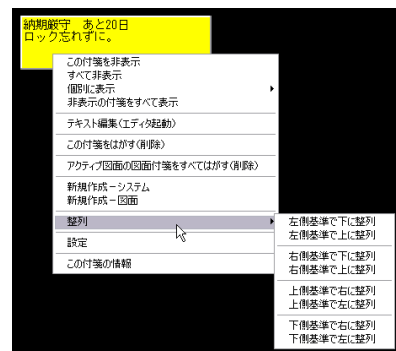 納期厳守　あと20日
ロック忘れずに。
この付箋を非表示
すべて非表示
個別に表示
非表示の付箋をすべて表示
テキスト編集(エディタ起動)
この付箋をはがす(削除)
アクティブ図面の図面付箋をすべてはがす(削除)
新規作成－システム
新規作成－図面
整列
設定
この付箋の情報
左側基準で下に整列
左側基準で上に整列
右側基準で下に整列
右側基準で上に整列
上側基準で右に整列
上側基準で左に整列
下側基準で右に整列
下側基準で左に整列